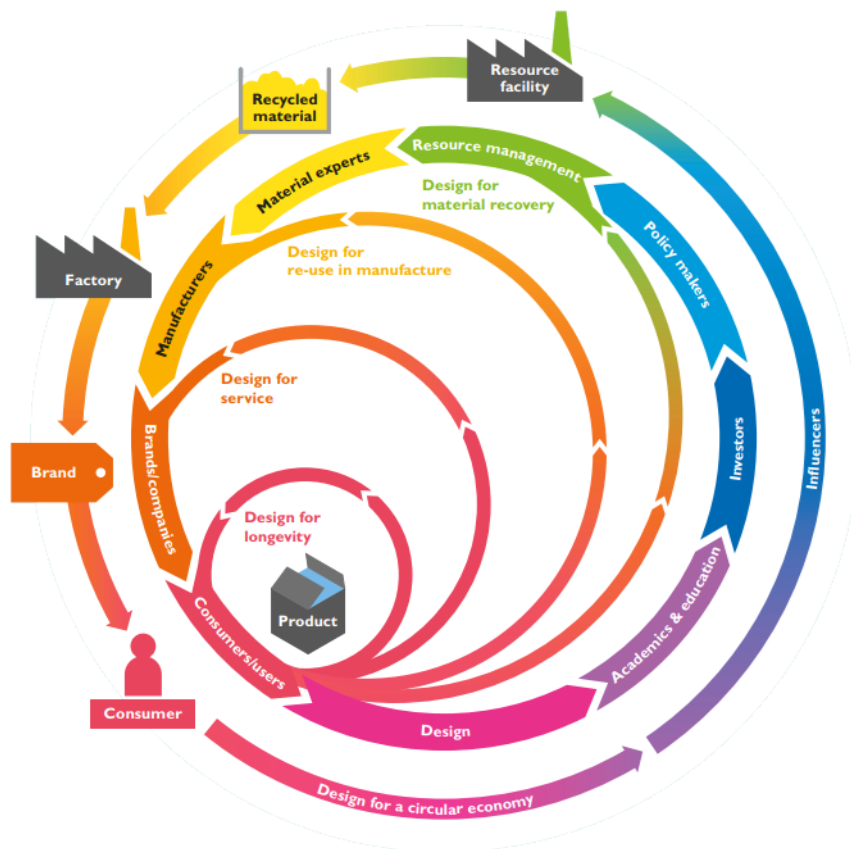 Resource
facility
Recycled
material
Resource management
Material experts
Design for
material recovery
Policy makers
Design for
re-use in manufacture
Factory
Manufacturers
Design for
service
Brands/companies
Brand
Investors
Influencers
Design for
longevity
Product
Consumers/users
Academics & education
Consumer
Design
Design for a circular economy